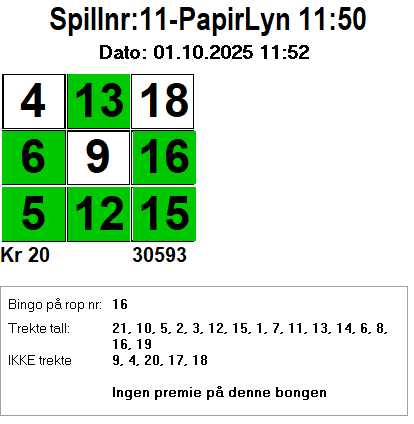 Spillnr:11-PapirLyn 11:50
Dato: 01.10.2025 11:52
4 13 18
6 9 16
5 12 15
Kr 20 30593
Bingo på rop nr: 16
Trekte tall: 21, 10, 5, 2, 3, 12, 15, 1, 7, 11, 13, 14, 6, 8,
16, 19
IKKE trekte 9, 4, 20, 17, 18
Ingen premie på denne bongen